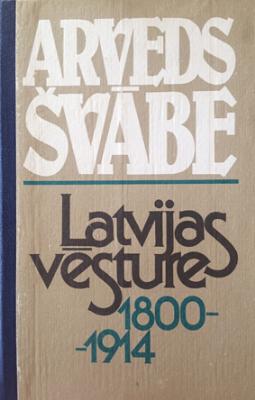 ARVEDS
ŠVĀBE
Latvijas
vēsture
1800-
-1914